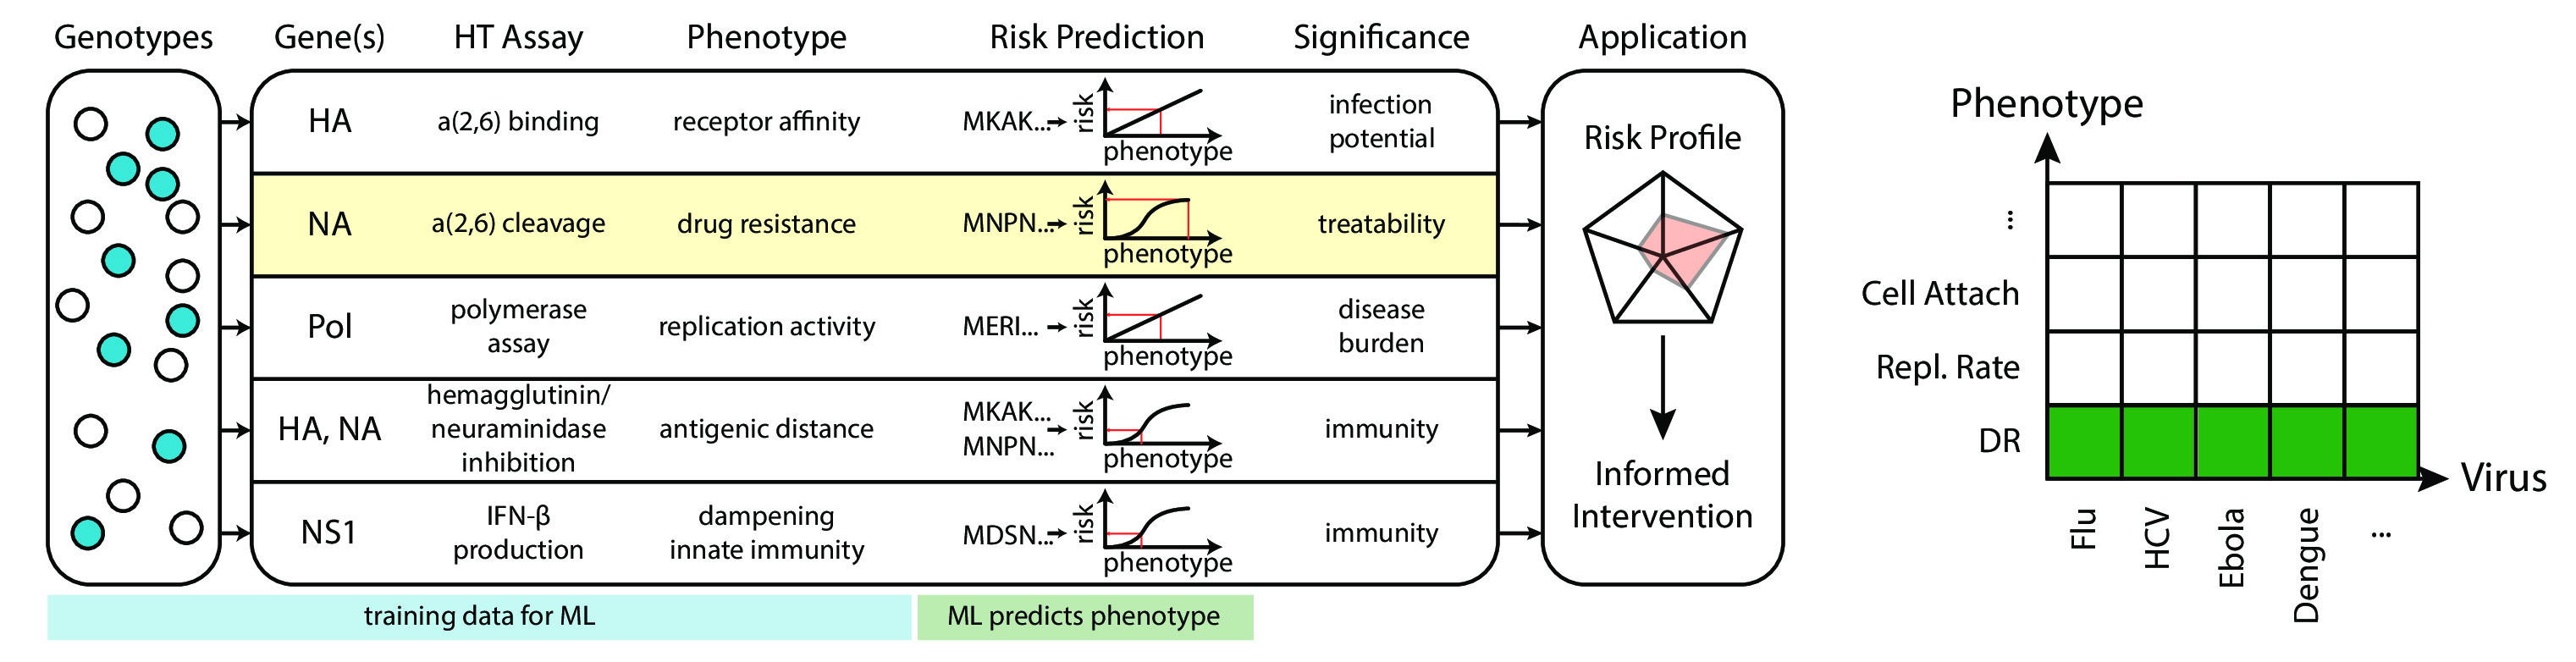 Genotypes
Gene(s)
HT Assay
Phenotype
Risk Prediction
Significance
Application
HA
a(2,6) binding
receptor affinity
MKAK...
risk
phenotype
infection
potential
NA
a(2,6) cleavage
drug resistance
MNPN...
risk
phenotype
treatability
Pol
polymerase
assay
replication activity
MERI...
risk
phenotype
disease
burden
HA, NA
hemagglutinin/
neuraminidase
inhibition
antigenic distance
MKAK...
MNPN...
risk
phenotype
immunity
NS1
IFN-β
production
dampening
innate immunity
MDSN...
risk
phenotype
immunity
Risk Profile
Informed
Intervention
training data for ML
ML predicts phenotype
Phenotype
...
Cell Attach
Repl. Rate
DR
Virus
Flu
HCV
Ebola
Dengue
...